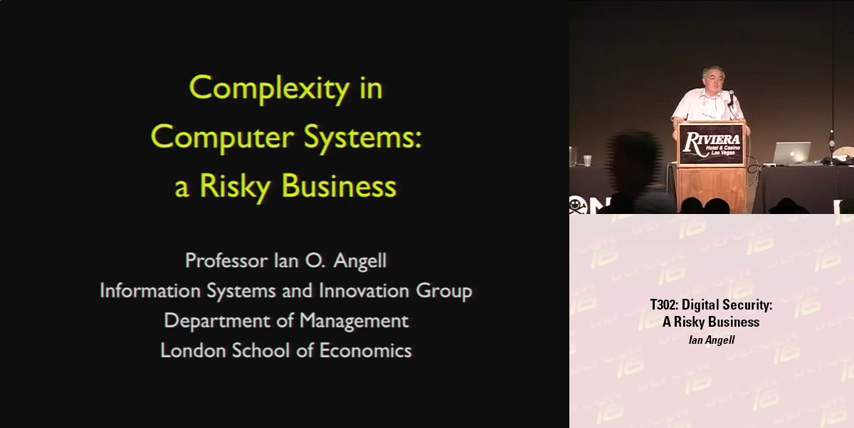 Complexity in
Computer Systems:
a Risky Business
Professor Ian O. Angell
Information Systems and Innovation Group
Department of Management
London School of Economics
RIVIERA
Hotel & Casino
Las Vegas
T302: Digital Security:
A Risky Business
Ian Angell